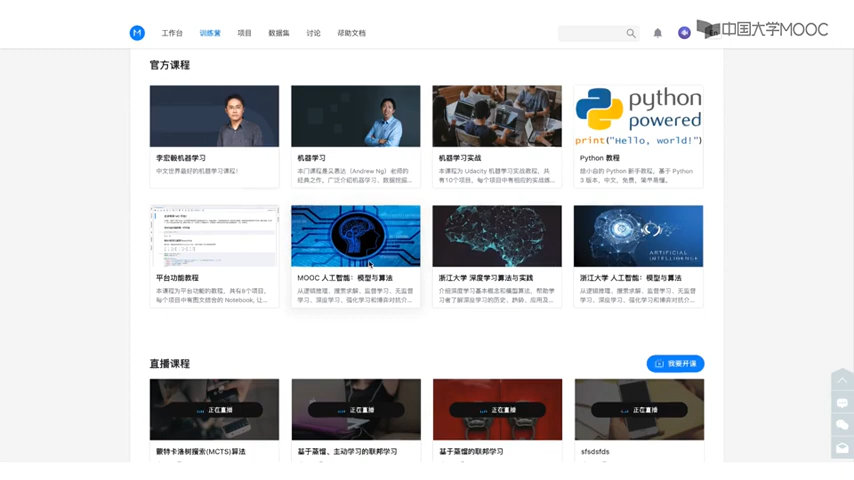 M 工作台 训练营 项目 数据集 讨论 帮助文档
中国大学MOOC
官方课程
python
powered
print("Hello, world!")
李宏毅机器学习
中文世界最好的机器学习课程!
机器学习
本门课程是吴恩达(Andrew Ng)老师的
经典之作,广泛介绍机器学习、数据挖掘...
机器学习实战
本课程为 Udacity 机器学习实战教程,共
有10个项目,每个项目中有相应的实战练...
Python 教程
给小白的 Python 新手教程,基于 Python
3 版本,中文,免费,简单易懂。
ARTIFICIAL
INTELLIGENCE
平台功能教程
本课程为平台功能的教程,共有8个项目,
每个项目中有图文结合的 Notebook, 让...
MOOC 人工智能:模型与算法
从逻辑推理、搜索求解、监督学习、无监督
学习、深度学习、强化学习和博弈对抗介...
浙江大学 深度学习算法与实践
介绍深度学习基本概念和模型算法,帮助学
习者了解深度学习的历史、趋势,应用及...
浙江大学 人工智能:模型与算法
从逻辑推理、搜索求解、监督学习、无监督
学习、深度学习、强化学习和博弈对抗介...
直播课程
我要开课
正在直播
正在直播
正在直播
正在直播
蒙特卡洛树搜索(MCTS)算法
基于蒸馏、主动学习的联邦学习
基于蒸馏的联邦学习
sfsdsfds